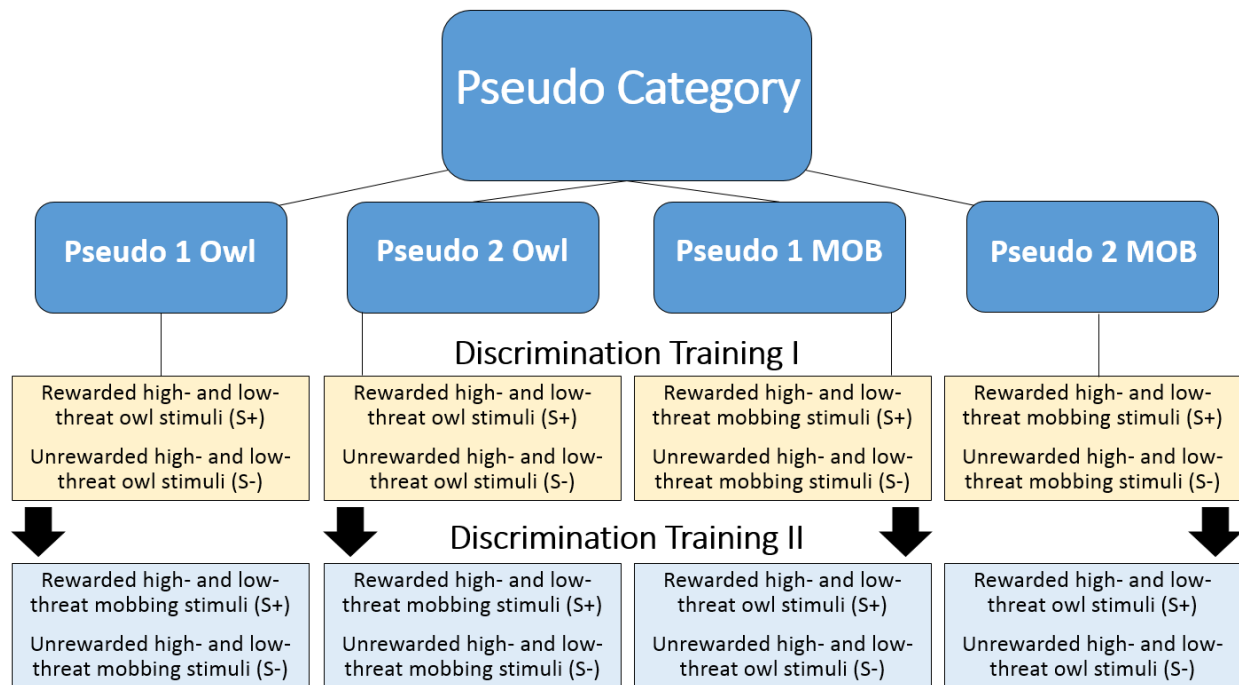 Pseudo Category
Pseudo 1 Owl
Pseudo 2 Owl
Pseudo 1 MOB
Pseudo 2 MOB
Discrimination Training I
Rewarded high- and low-
threat owl stimuli (S+)
Unrewarded high- and low-
threat owl stimuli (S-)
Rewarded high- and low-
threat owl stimuli (S+)
Unrewarded high- and low-
threat owl stimuli (S-)
Rewarded high- and low-
threat mobbing stimuli (S+)
Unrewarded high- and low-
threat mobbing stimuli (S-)
Rewarded high- and low-
threat mobbing stimuli (S+)
Unrewarded high- and low-
threat mobbing stimuli (S-)
Discrimination Training II
Rewarded high- and low-
threat mobbing stimuli (S+)
Unrewarded high- and low-
threat mobbing stimuli (S-)
Rewarded high- and low-
threat mobbing stimuli (S+)
Unrewarded high- and low-
threat mobbing stimuli (S-)
Rewarded high- and low-
threat owl stimuli (S+)
Unrewarded high- and low-
threat owl stimuli (S-)
Rewarded high- and low-
threat owl stimuli (S+)
Unrewarded high- and low-
threat owl stimuli (S-)